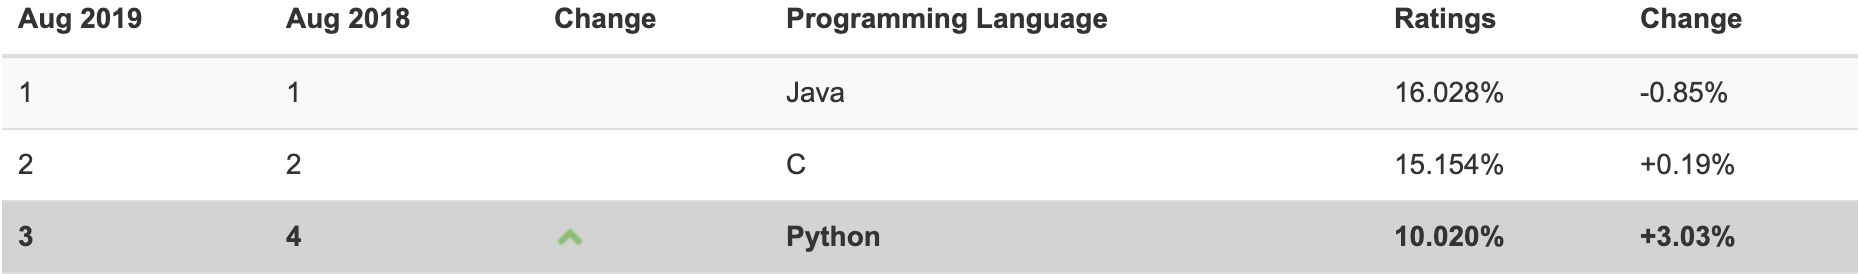 Aug 2019 Aug 2018 Change Programming Language Ratings Change
1 1 Java 16.028% -0.85%
2 2 C 15.154% +0.19%
3 4 Python 10.020% +3.03%